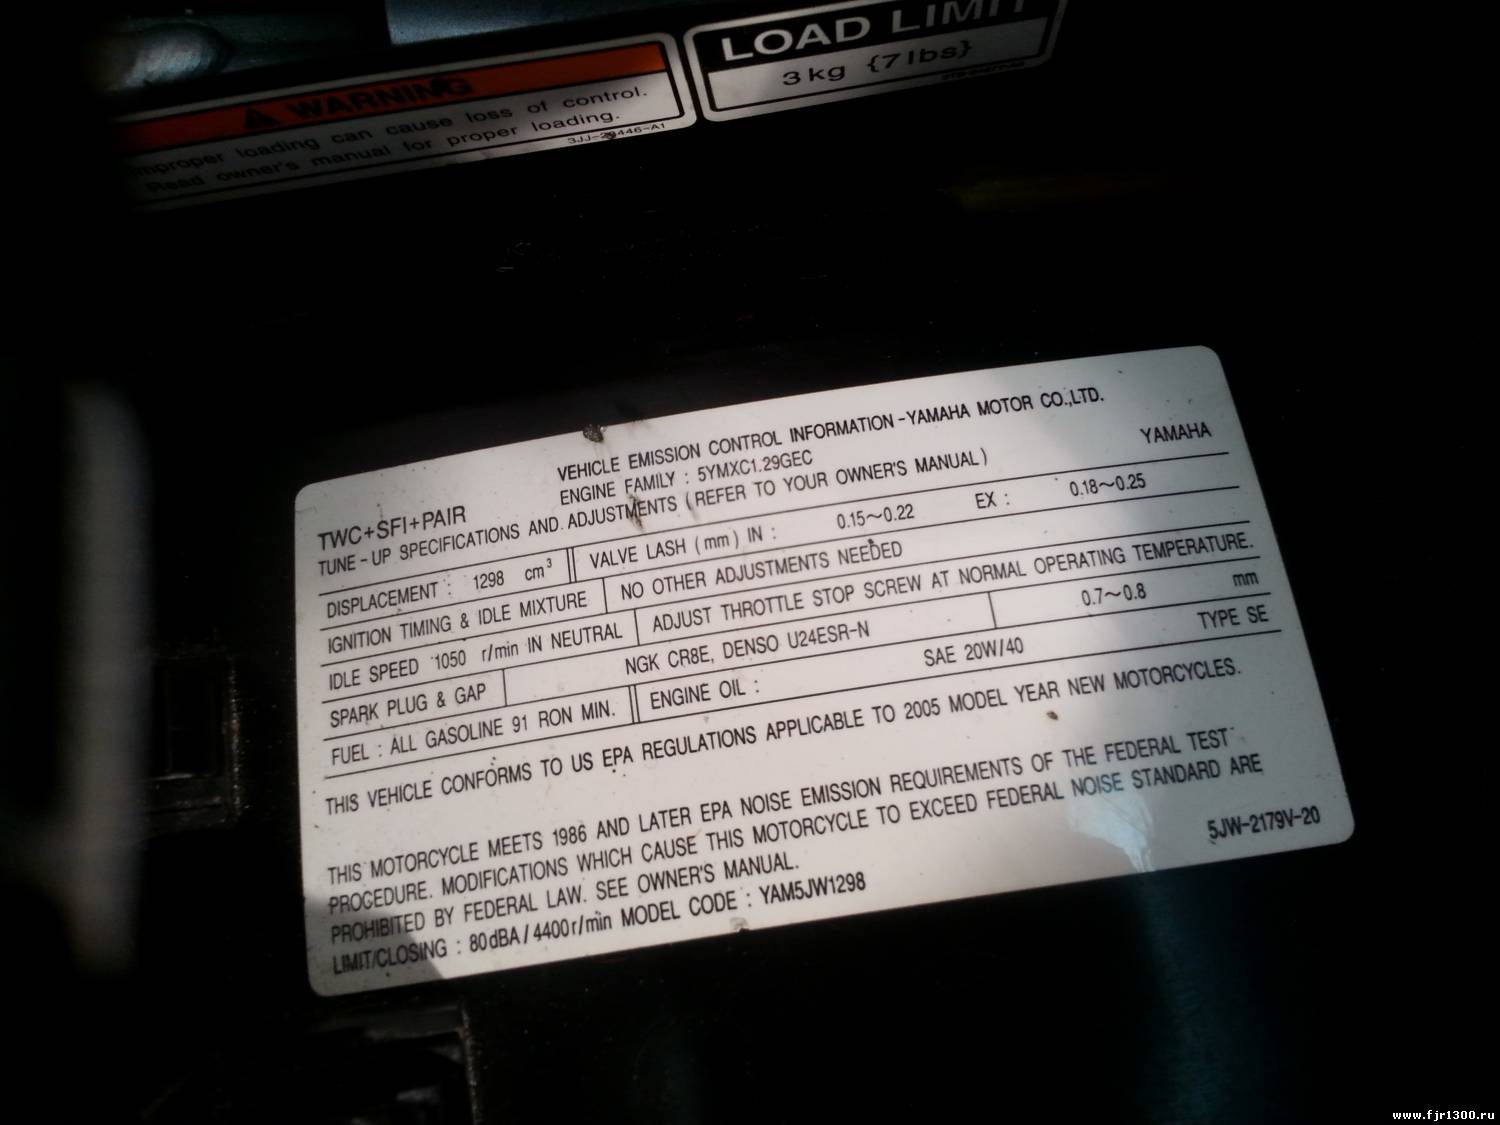 ⚠ WARNING
Improper loading can cause loss of control.
Read owner's manual for proper loading.
3JJ-28446-A1
LOAD LIMIT
3kg {7lbs}
VEHICLE EMISSION CONTROL INFORMATION-YAMAHA MOTOR CO.,LTD.
ENGINE FAMILY : 5YMXC1.29GEC
YAMAHA
TWC+SFI+PAIR
TUNE-UP SPECIFICATIONS AND ADJUSTMENTS (REFER TO YOUR OWNER'S MANUAL)
DISPLACEMENT : 1298 cm³ VALVE LASH (mm) IN : 0.15~0.22 EX : 0.18~0.25
IGNITION TIMING & IDLE MIXTURE NO OTHER ADJUSTMENTS NEEDED
IDLE SPEED 1050 r/min IN NEUTRAL ADJUST THROTTLE STOP SCREW AT NORMAL OPERATING TEMPERATURE.
SPARK PLUG & GAP NGK CR8E, DENSO U24ESR-N 0.7~0.8 mm
FUEL : ALL GASOLINE 91 RON MIN. ENGINE OIL : SAE 20W/40 TYPE SE
THIS VEHICLE CONFORMS TO US EPA REGULATIONS APPLICABLE TO 2005 MODEL YEAR NEW MOTORCYCLES.
THIS MOTORCYCLE MEETS 1986 AND LATER EPA NOISE EMISSION REQUIREMENTS OF THE FEDERAL TEST
PROCEDURE. MODIFICATIONS WHICH CAUSE THIS MOTORCYCLE TO EXCEED FEDERAL NOISE STANDARD ARE
PROHIBITED BY FEDERAL LAW. SEE OWNER'S MANUAL.
LIMIT/CLOSING : 80dBA/4400r/min MODEL CODE : YAM5JW1298
5JW-2179V-20
www.fjr1300.ru